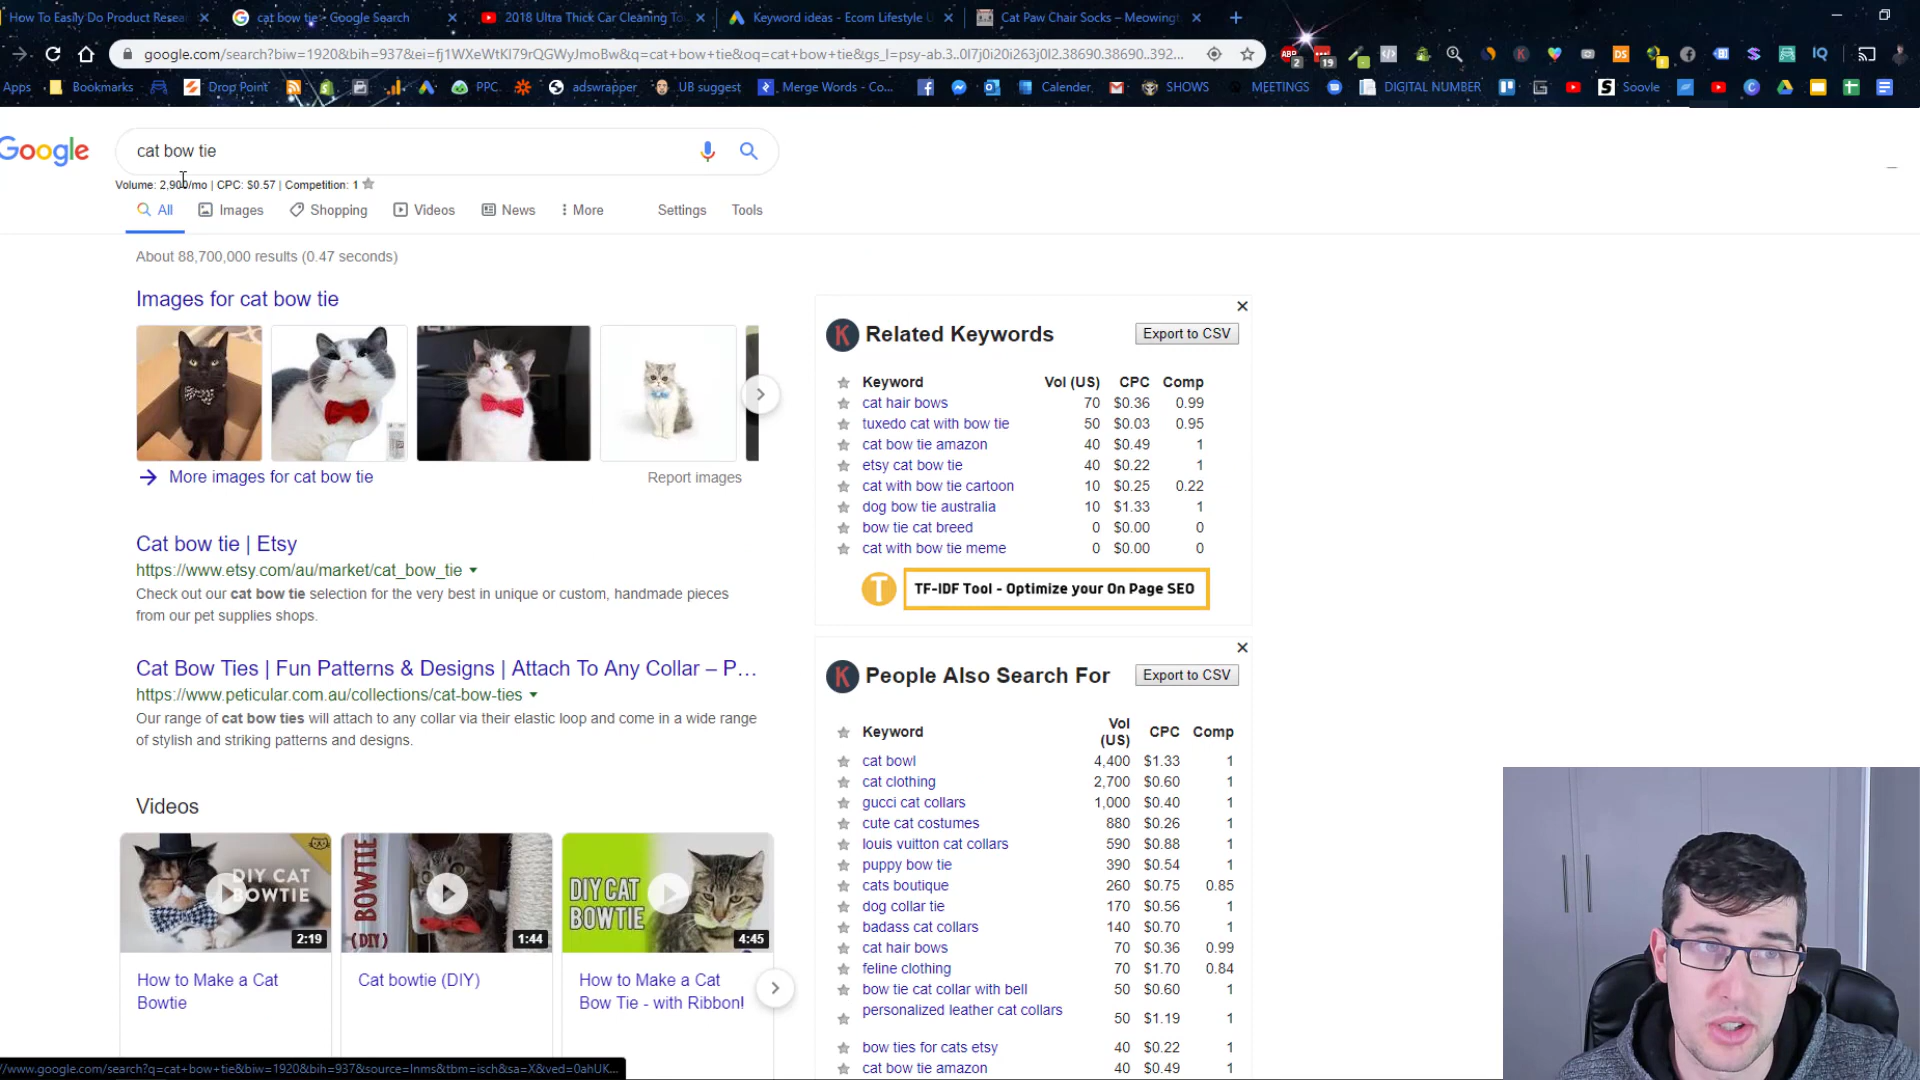 How To Easily Do Product Resea
cat bow tie - Google Search
2018 Ultra Thick Car Cleaning To
Keyword ideas - Ecom Lifestyle
Cat Paw Chair Socks – Meowing
google.com/search?biw=1920&bih=937&ei=fj1WXeWtKI79rQGWyJmoBw&q=cat+bow+tie&oq=cat+bow+tie&gs_l=psy-ab.3..0l7j0i20i263j0l2.38690.38690..392...
2
19
IQ
Apps
Bookmarks
Drop Point
PPC
adswrapper
UB suggest
Merge Words - Co...
Calender
SHOWS
MEETINGS
DIGITAL NUMBER
Soovle
Google
cat bow tie
Volume: 2,900/mo | CPC: $0.57 | Competition: 1
All
Images
Shopping
Videos
News
More
Settings
Tools
About 88,700,000 results (0.47 seconds)
Images for cat bow tie
More images for cat bow tie
Report images
Cat bow tie | Etsy
https://www.etsy.com/au/market/cat_bow_tie
Check out our cat bow tie selection for the very best in unique or custom, handmade pieces
from our pet supplies shops.
Cat Bow Ties | Fun Patterns & Designs | Attach To Any Collar – P...
https://www.peticular.com.au/collections/cat-bow-ties
Our range of cat bow ties will attach to any collar via their elastic loop and come in a wide range
of stylish and striking patterns and designs.
Videos
DIY CAT
BOWTIE
2:19
How to Make a Cat
Bowtie
BOWTIE
(DIY)
1:44
Cat bowtie (DIY)
DIY CAT
BOWTIE
4:45
How to Make a Cat
Bow Tie - with Ribbon!
K
Related Keywords
Export to CSV
Keyword Vol (US) CPC Comp
cat hair bows 70 $0.36 0.99
tuxedo cat with bow tie 50 $0.03 0.95
cat bow tie amazon 40 $0.49 1
etsy cat bow tie 40 $0.22 1
cat with bow tie cartoon 10 $0.25 0.22
dog bow tie australia 10 $1.33 1
bow tie cat breed 0 $0.00 0
cat with bow tie meme 0 $0.00 0
T
TF-IDF Tool - Optimize your On Page SEO
K
People Also Search For
Export to CSV
Keyword Vol (US) CPC Comp
cat bowl 4,400 $1.33 1
cat clothing 2,700 $0.60 1
gucci cat collars 1,000 $0.40 1
cute cat costumes 880 $0.26 1
louis vuitton cat collars 590 $0.88 1
puppy bow tie 390 $0.54 1
cats boutique 260 $0.75 0.85
dog collar tie 170 $0.56 1
badass cat collars 140 $0.70 1
cat hair bows 70 $0.36 0.99
feline clothing 70 $1.70 0.84
bow tie cat collar with bell 50 $0.60 1
personalized leather cat collars 50 $1.19 1
bow ties for cats etsy 40 $0.22 1
cat bow tie amazon 40 $0.49 1
//www.google.com/search?q=cat+bow+tie&biw=1920&bih=937&source=lnms&tbm=isch&sa=X&ved=0ahUK...